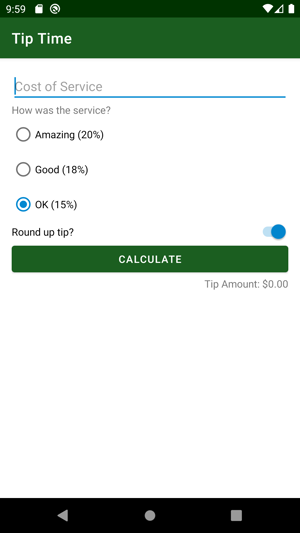 9:59
Tip Time
Cost of Service
How was the service?
Amazing (20%)
Good (18%)
OK (15%)
Round up tip?
CALCULATE
Tip Amount: $0.00